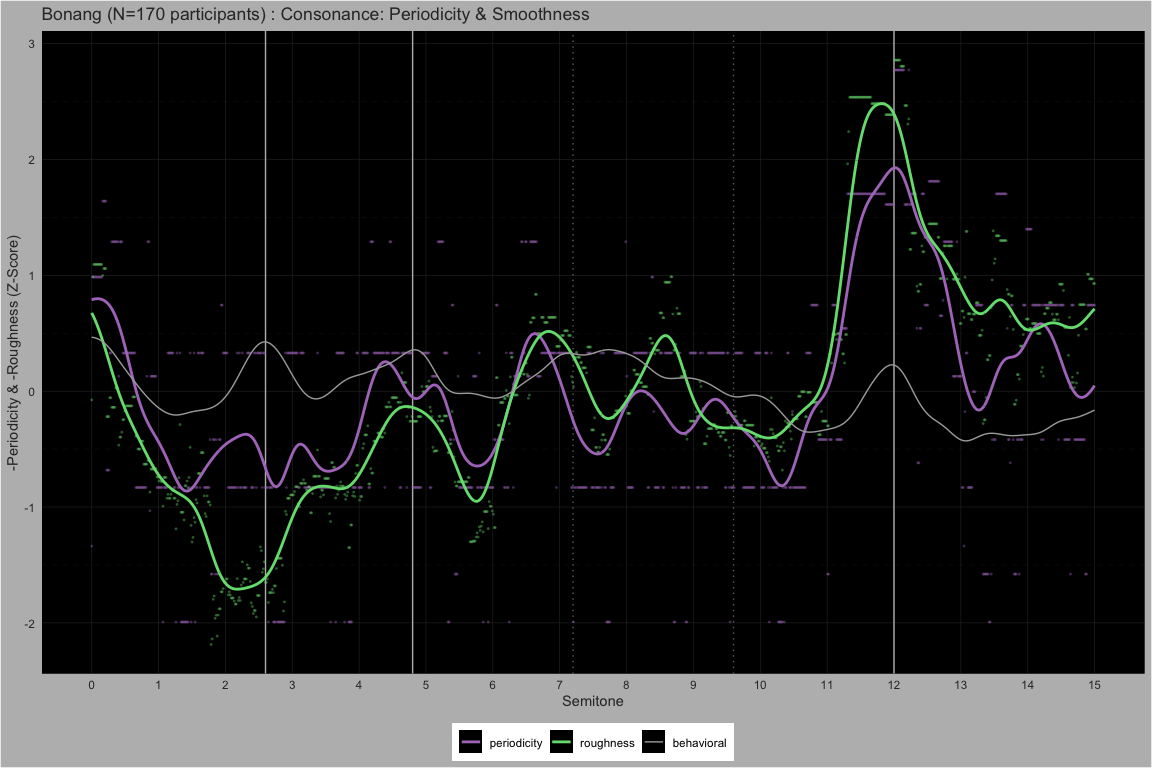 Bonang (N=170 participants) : Consonance: Periodicity & Smoothness
-Periodicity & -Roughness (Z-Score)
3
2
1
0
-1
-2
0 1 2 3 4 5 6 7 8 9 10 11 12 13 14 15
Semitone
periodicity roughness behavioral